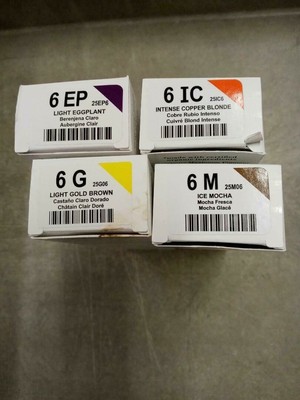 6 EP 25EP6
LIGHT EGGPLANT
Berenjena Claro
Aubergine Clair
6 IC 25IC6
INTENSE COPPER BLONDE
Cobre Rubio Intenso
Cuivré Blond Intense
6 G 25G06
LIGHT GOLD BROWN
Castaño Claro Dorado
Châtain Clair Doré
6 M 25M06
ICE MOCHA
Mocha Fresca
Mocha Glacé